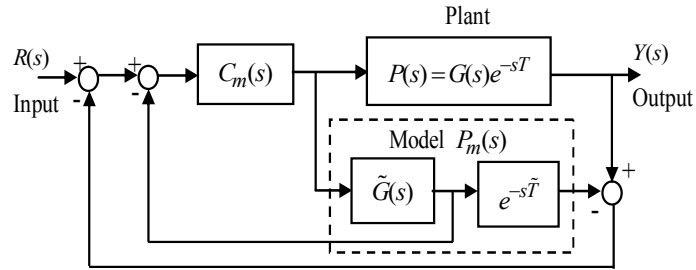 Plant
R(s)
Input
+
-
+
-
C_m(s)
P(s) = G(s)e^{-sT}
Y(s)
Output
Model P_m(s)
G̃(s)
e^{-sT̃}
+
-